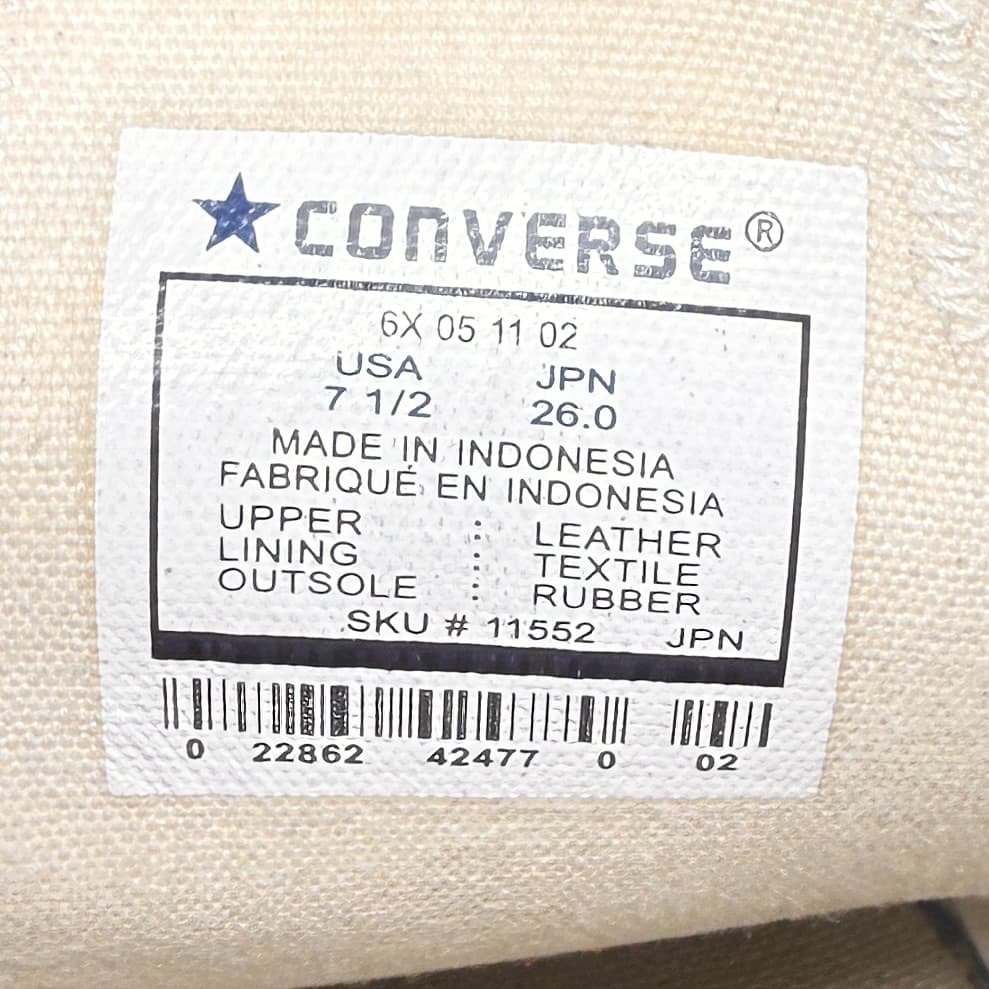 CONVERSE®
6X 05 11 02
USA JPN
7 1/2 26.0
MADE IN INDONESIA
FABRIQUÉ EN INDONESIA
UPPER : LEATHER
LINING : TEXTILE
OUTSOLE : RUBBER
SKU # 11552 JPN
0 22862 42477 0 02